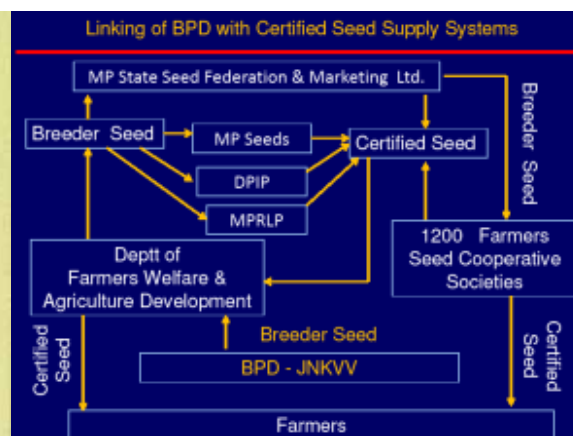 Linking of BPD with Certified Seed Supply Systems
MP State Seed Federation & Marketing Ltd.
Breeder Seed
Breeder Seed
MP Seeds
Certified Seed
DPIP
MPRLP
Deptt of
Farmers Welfare &
Agriculture Development
1200 Farmers
Seed Cooperative
Societies
Certified
Seed
Breeder Seed
BPD - JNKVV
Certified
Seed
Farmers